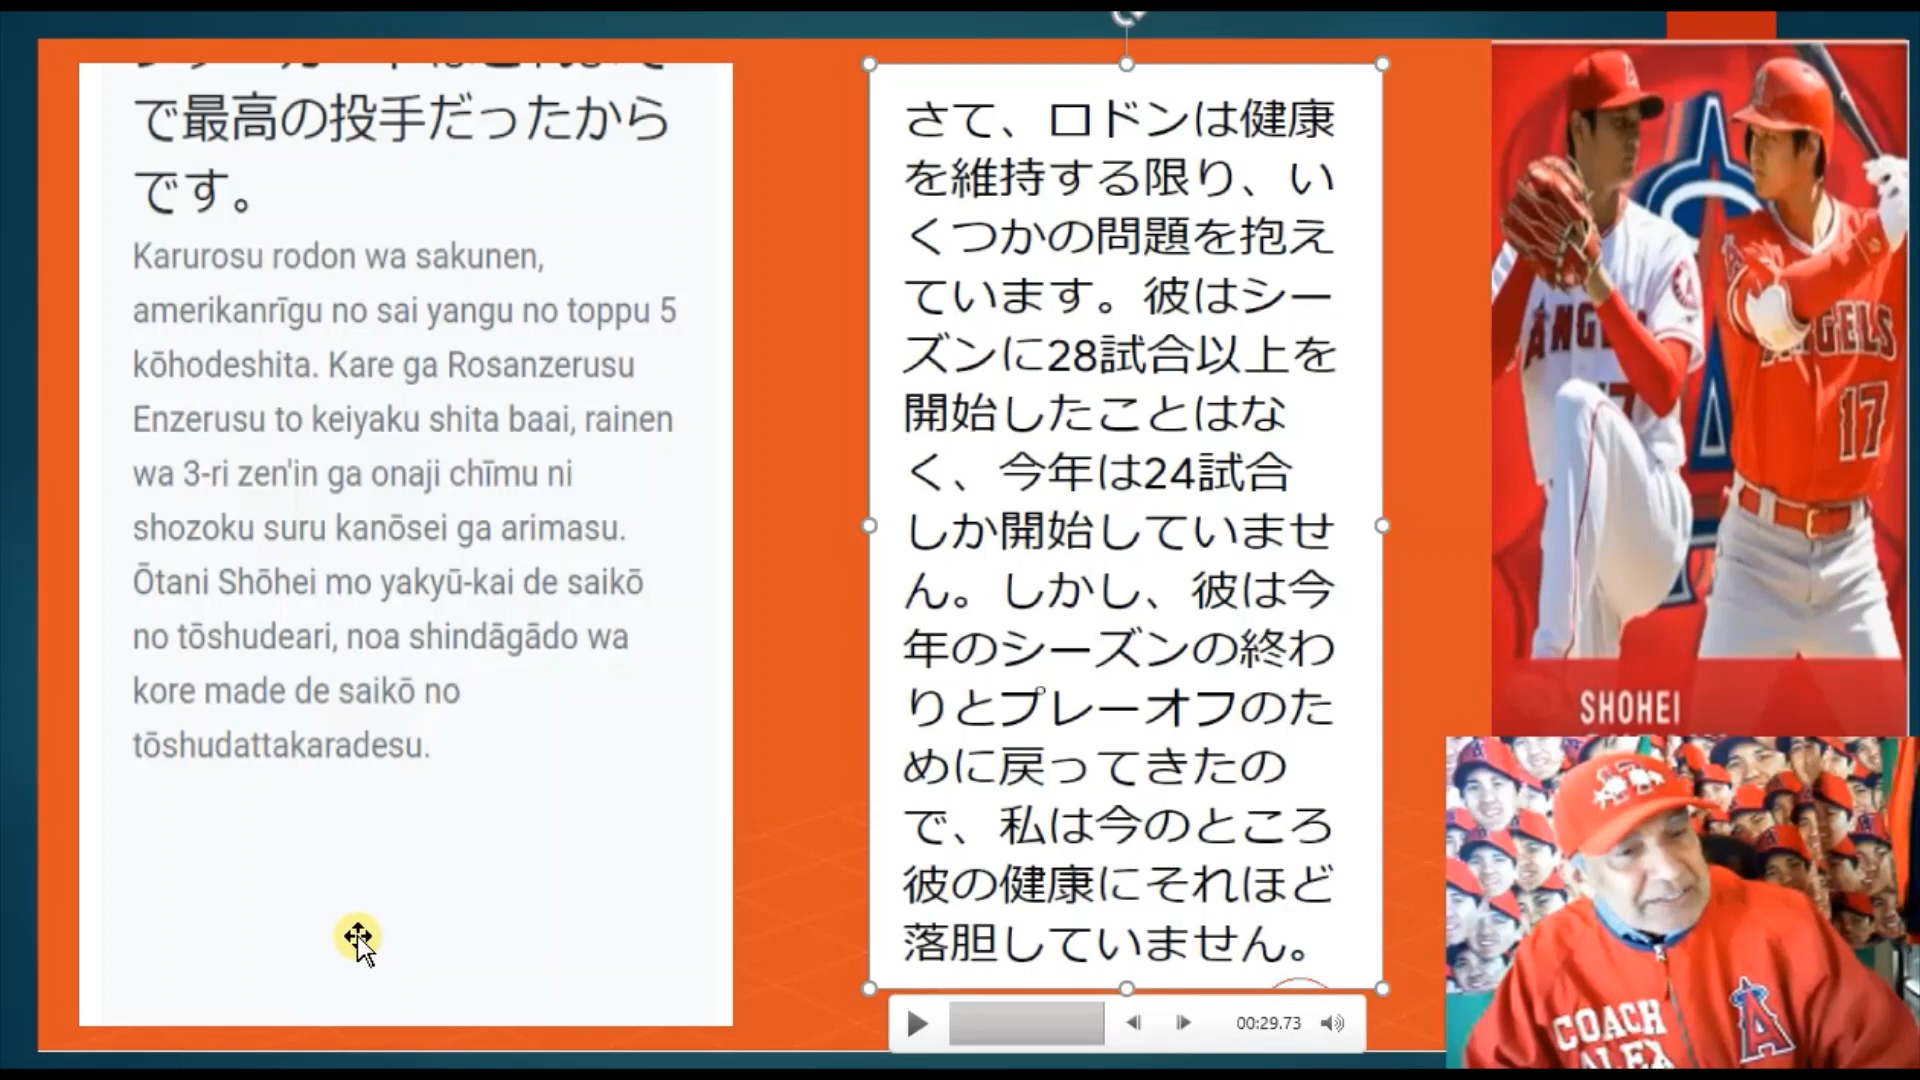 で最高の投手だったから
です。
Karurosu rodon wa sakunen,
amerikanrīgu no sai yangu no toppu 5
kōhodeshita. Kare ga Rosanzerusu
Enzerusu to keiyaku shita baai, rainen
wa 3-ri zen'in ga onaji chīmu ni
shozoku suru kanōsei ga arimasu.
Ōtani Shōhei mo yakyū-kai de saikō
no tōshudeari, noa shindāgādo wa
kore made de saikō no
tōshudattakaradesu.
さて、ロドンは健康
を維持する限り、い
くつかの問題を抱え
ています。彼はシー
ズンに28試合以上を
開始したことはな
く、今年は24試合
しか開始していませ
ん。しかし、彼は今
年のシーズンの終わ
りとプレーオフのた
めに戻ってきたの
で、私は今のところ
彼の健康にそれほど
落胆していません。
00:29.73
ANGELS
17
SHOHEI
COACH
ALEX
A